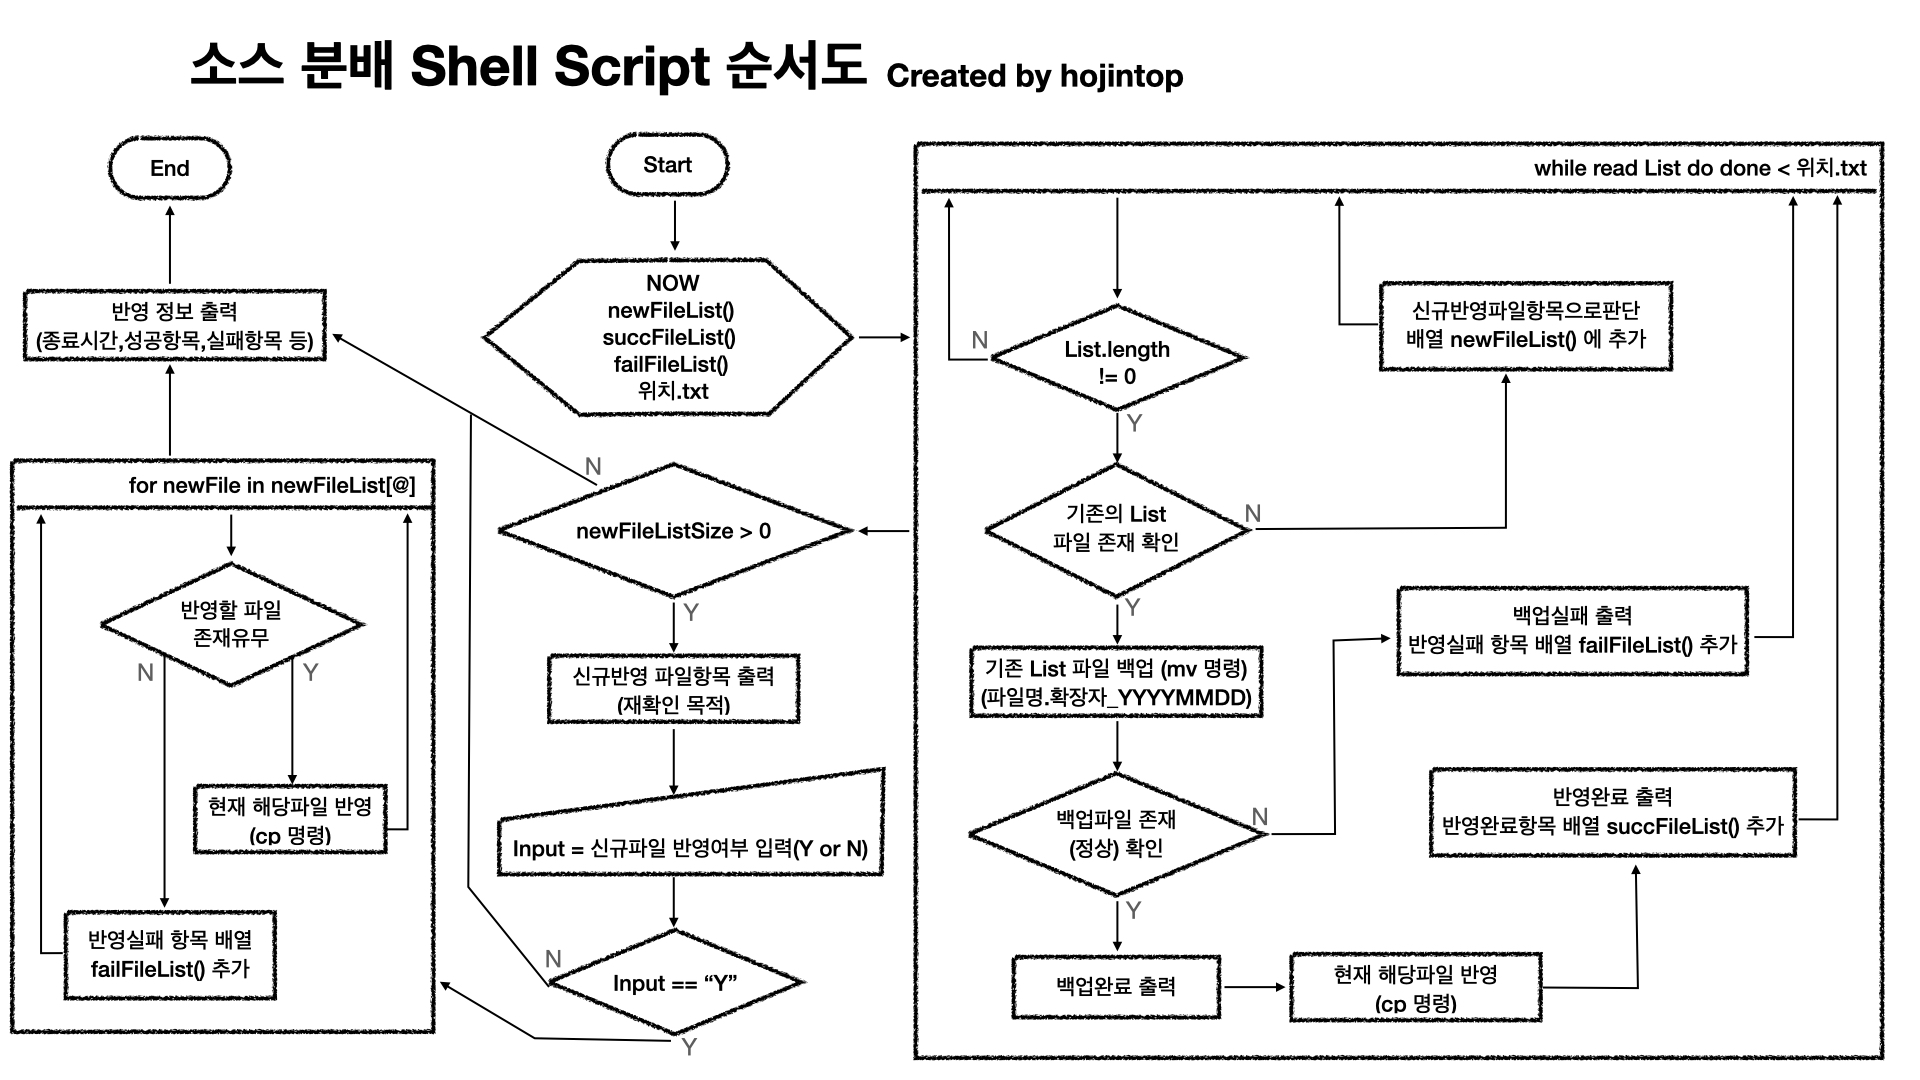 소스 분배 Shell Script 순서도 Created by hojintop
End
Start
while read List do done < 위치.txt
반영 정보 출력
(종료시간,성공항목,실패항목 등)
NOW
newFileList()
succFileList()
failFileList()
위치.txt
N
List.length
!= 0
Y
신규반영파일항목으로판단
배열 newFileList() 에 추가
for newFile in newFileList[@]
N
newFileListSize > 0
Y
기존의 List
파일 존재 확인
N
Y
반영할 파일
존재유무
N
Y
신규반영 파일항목 출력
(재확인 목적)
기존 List 파일 백업 (mv 명령)
(파일명.확장자_YYYYMMDD)
백업실패 출력
반영실패 항목 배열 failFileList() 추가
현재 해당파일 반영
(cp 명령)
Input = 신규파일 반영여부 입력(Y or N)
백업파일 존재
(정상) 확인
N
Y
반영완료 출력
반영완료항목 배열 succFileList() 추가
반영실패 항목 배열
failFileList() 추가
N
Input == “Y”
Y
백업완료 출력
현재 해당파일 반영
(cp 명령)